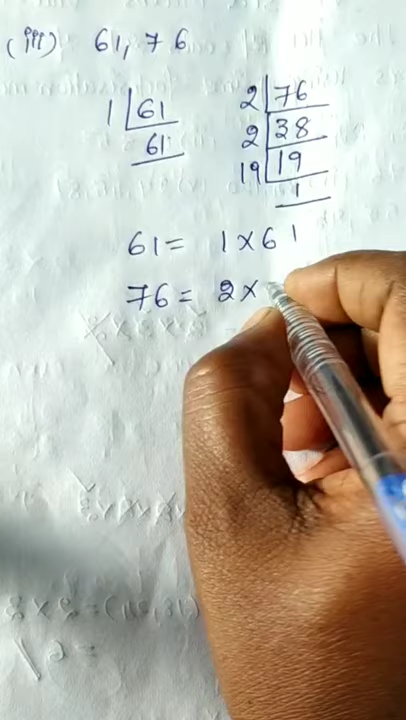 (iii) 61, 76
1 | 61
61
2 | 76
2 | 38
19 | 19
1
61 = 1 × 61
76 = 2 ×